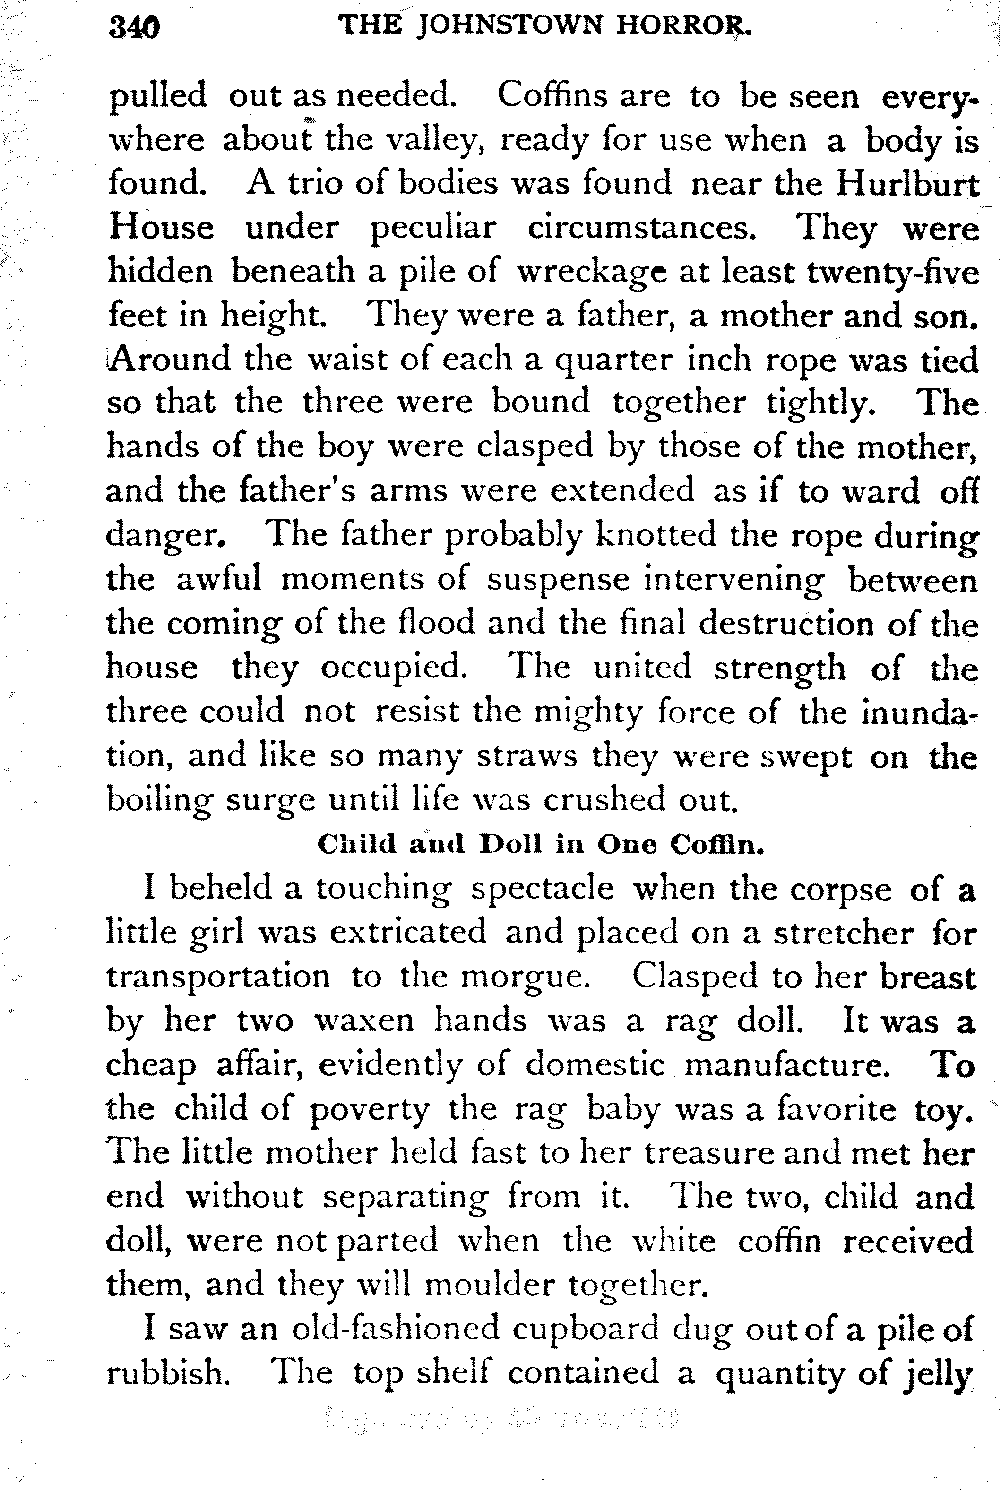 340 THE JOHNSTOWN HORROR.
pulled out as needed. Coffins are to be seen every-
where about the valley, ready for use when a body is
found. A trio of bodies was found near the Hurlburt
House under peculiar circumstances. They were
hidden beneath a pile of wreckage at least twenty-five
feet in height. They were a father, a mother and son.
Around the waist of each a quarter inch rope was tied
so that the three were bound together tightly. The
hands of the boy were clasped by those of the mother,
and the father's arms were extended as if to ward off
danger. The father probably knotted the rope during
the awful moments of suspense intervening between
the coming of the flood and the final destruction of the
house they occupied. The united strength of the
three could not resist the mighty force of the inunda-
tion, and like so many straws they were swept on the
boiling surge until life was crushed out.
Child and Doll in One Coffin.
I beheld a touching spectacle when the corpse of a
little girl was extricated and placed on a stretcher for
transportation to the morgue. Clasped to her breast
by her two waxen hands was a rag doll. It was a
cheap affair, evidently of domestic manufacture. To
the child of poverty the rag baby was a favorite toy.
The little mother held fast to her treasure and met her
end without separating from it. The two, child and
doll, were not parted when the white coffin received
them, and they will moulder together.
I saw an old-fashioned cupboard dug out of a pile of
rubbish. The top shelf contained a quantity of jelly